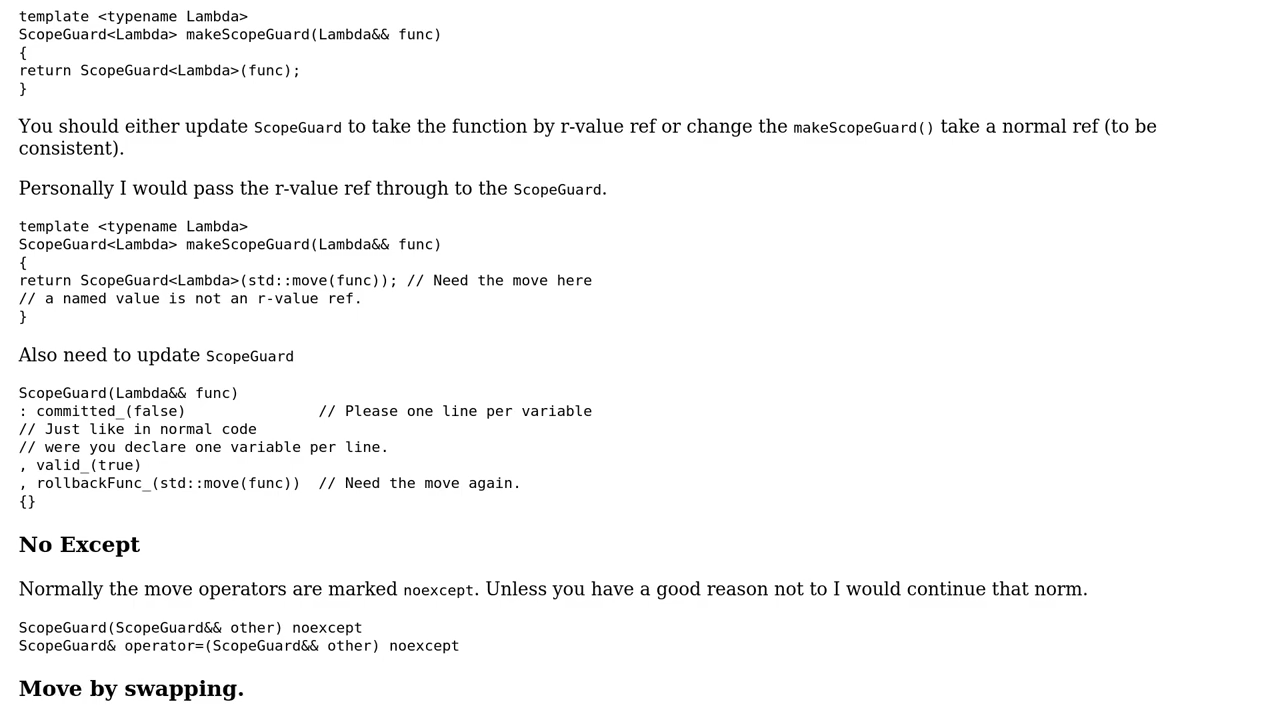 template <typename Lambda>
ScopeGuard<Lambda> makeScopeGuard(Lambda&& func)
{
return ScopeGuard<Lambda>(func);
}
You should either update ScopeGuard to take the function by r-value ref or change the makeScopeGuard() take a normal ref (to be
consistent).
Personally I would pass the r-value ref through to the ScopeGuard.
template <typename Lambda>
ScopeGuard<Lambda> makeScopeGuard(Lambda&& func)
{
return ScopeGuard<Lambda>(std::move(func)); // Need the move here
// a named value is not an r-value ref.
}
Also need to update ScopeGuard
ScopeGuard(Lambda&& func)
: committed_(false)               // Please one line per variable
// Just like in normal code
// were you declare one variable per line.
, valid_(true)
, rollbackFunc_(std::move(func))  // Need the move again.
{}
No Except
Normally the move operators are marked noexcept. Unless you have a good reason not to I would continue that norm.
ScopeGuard(ScopeGuard&& other) noexcept
ScopeGuard& operator=(ScopeGuard&& other) noexcept
Move by swapping.